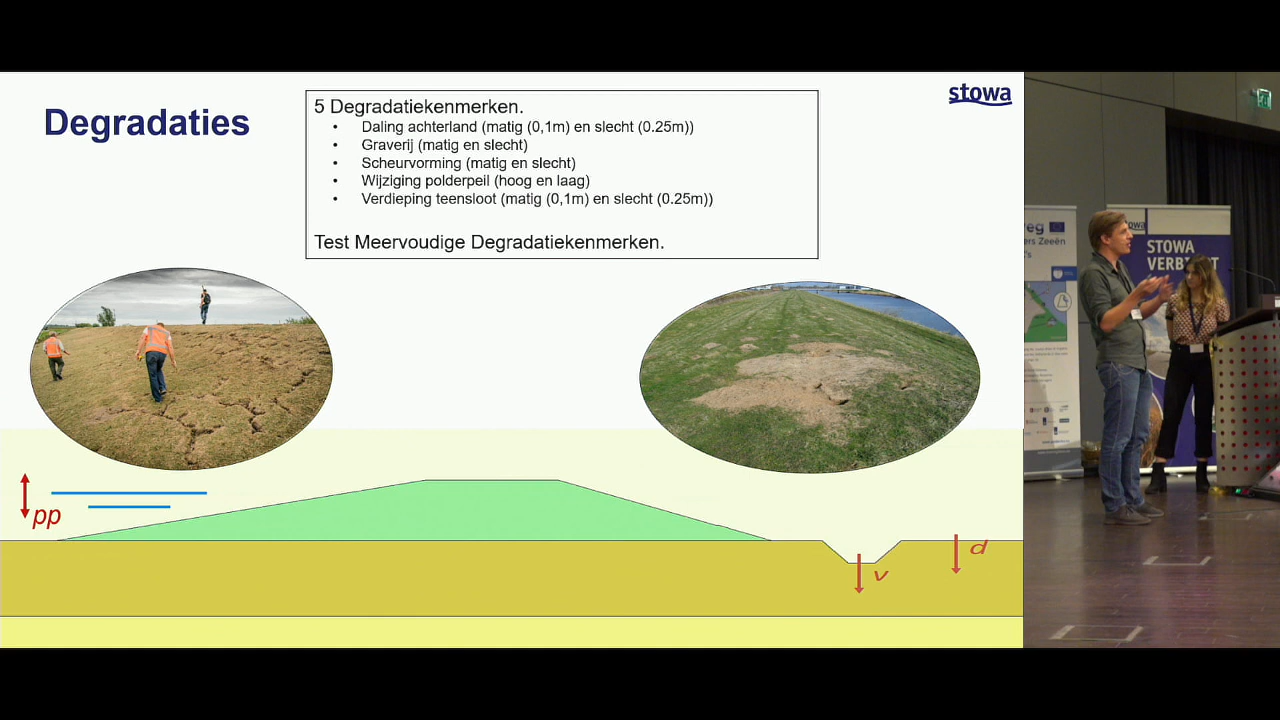 Degradaties
5 Degradatiekenmerken.
• Daling achterland (matig (0,1m) en slecht (0.25m))
• Graverij (matig en slecht)
• Scheurvorming (matig en slecht)
• Wijziging polderpeil (hoog en laag)
• Verdieping teensloot (matig (0,1m) en slecht (0.25m))
Test Meervoudige Degradatiekenmerken.
stowa
pp
v
d
STOWA